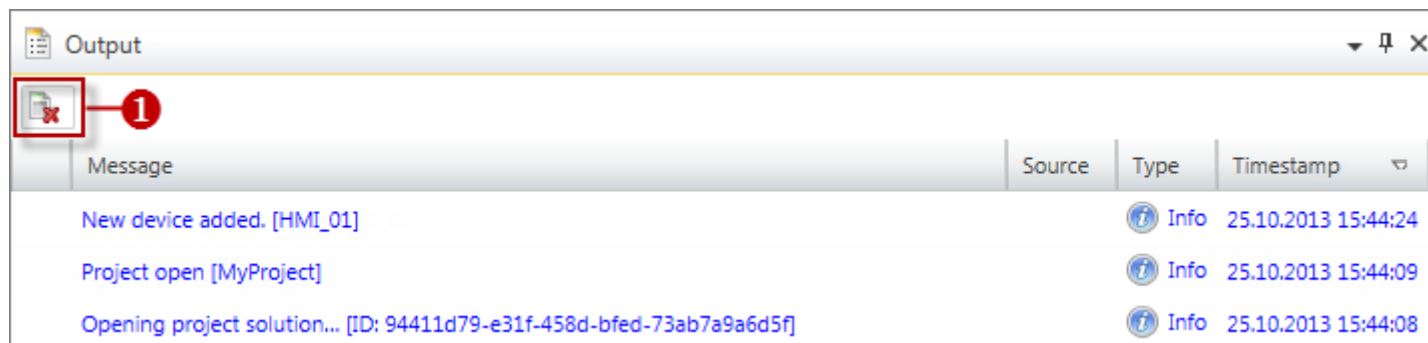 Output
1
Message Source Type Timestamp
New device added. [HMI_01] Info 25.10.2013 15:44:24
Project open [MyProject] Info 25.10.2013 15:44:09
Opening project solution... [ID: 94411d79-e31f-458d-bfed-73ab7a9a6d5f] Info 25.10.2013 15:44:08